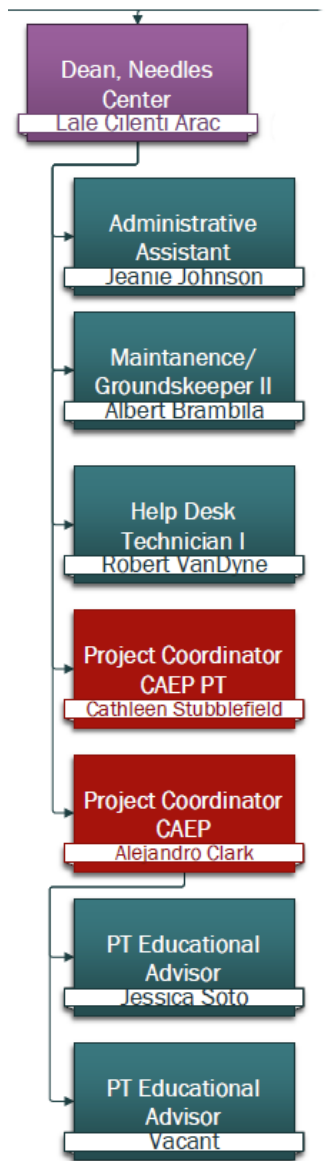 Dean, Needles
Center
Lale Cilenti Arac
Administrative
Assistant
Jeanie Johnson
Maintanence/
Groundskeeper II
Albert Brambila
Help Desk
Technician I
Robert VanDyne
Project Coordinator
CAEP PT
Cathleen Stubblefield
Project Coordinator
CAEP
Alejandro Clark
PT Educational
Advisor
Jessica Soto
PT Educational
Advisor
Vacant